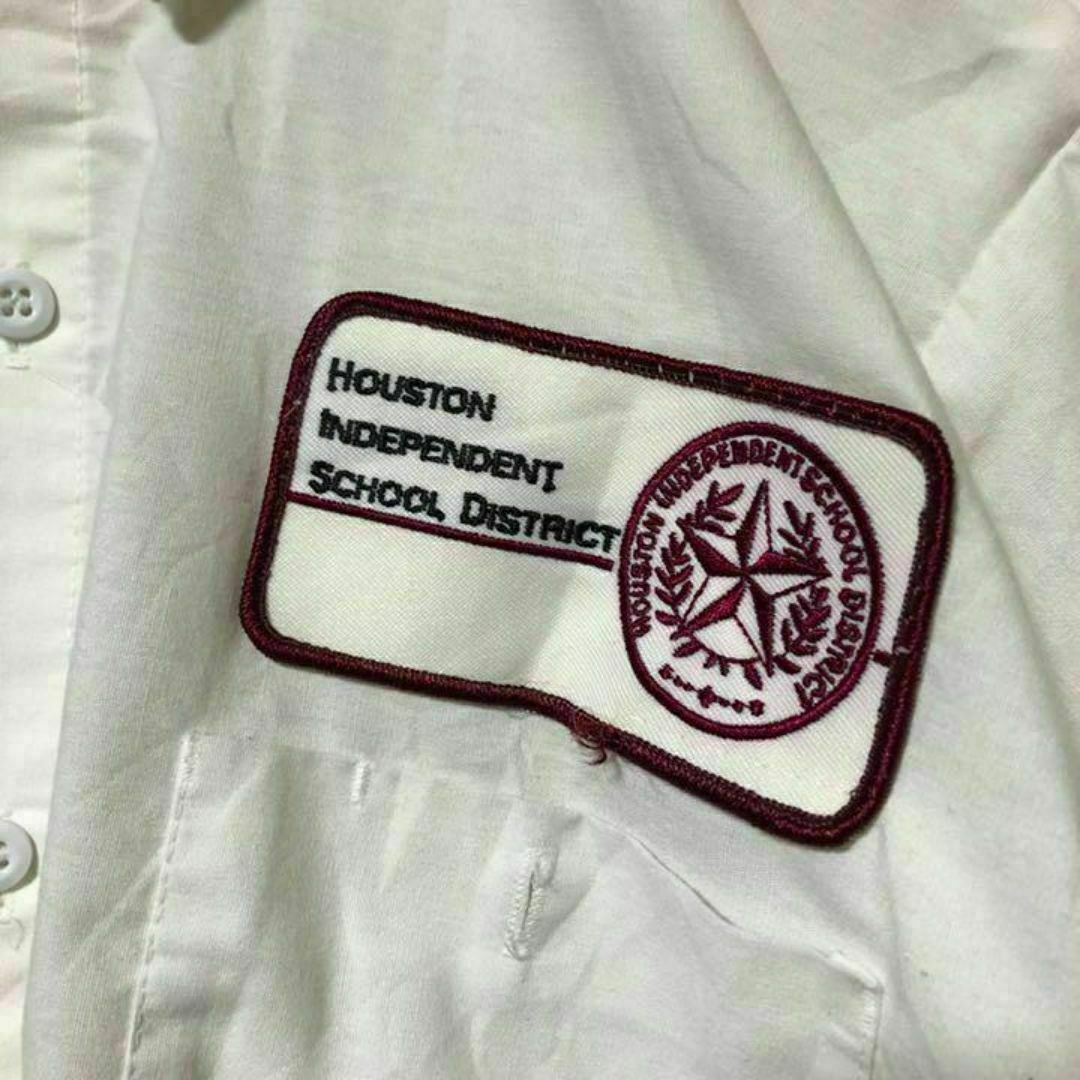 HOUSTON
INDEPENDENT
SCHOOL DISTRICT
HOUSTON INDEPENDENT SCHOOL DISTRICT